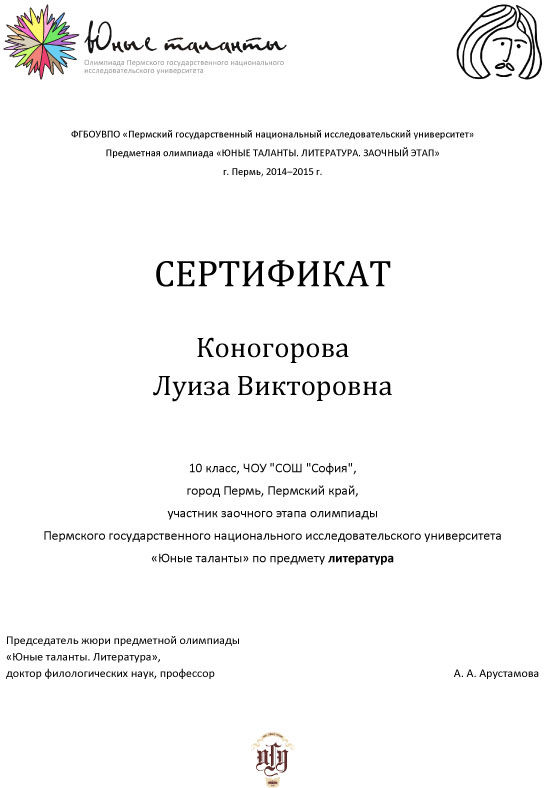 Юные таланты
Олимпиада Пермского государственного национального
исследовательского университета
ФГБОУВПО «Пермский государственный национальный исследовательский университет»
Предметная олимпиада «ЮНЫЕ ТАЛАНТЫ. ЛИТЕРАТУРА. ЗАОЧНЫЙ ЭТАП»
г. Пермь, 2014–2015 г.
СЕРТИФИКАТ
Коногорова
Луиза Викторовна
10 класс, ЧОУ "СОШ "София",
город Пермь, Пермский край,
участник заочного этапа олимпиады
Пермского государственного национального исследовательского университета
«Юные таланты» по предмету литература
Председатель жюри предметной олимпиады
«Юные таланты. Литература»,
доктор филологических наук, профессор А. А. Арустамова